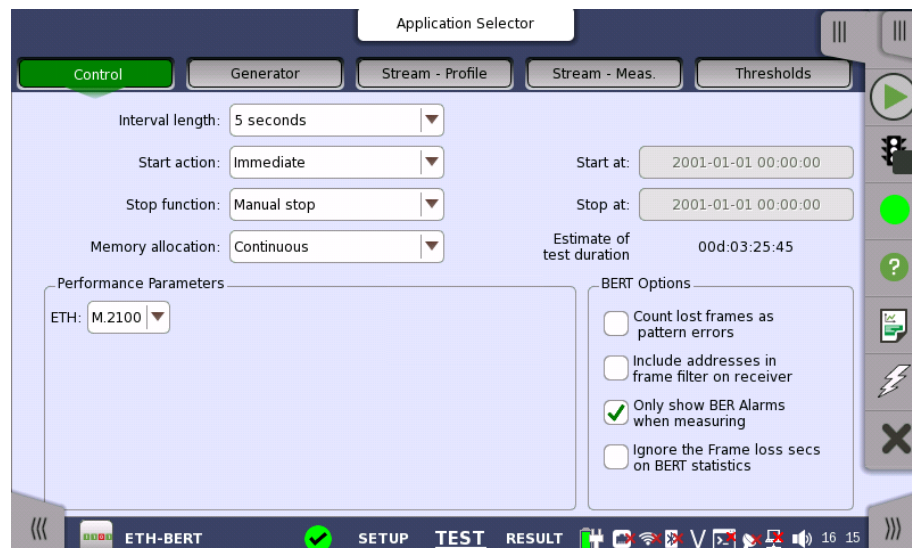 Application Selector
Control
Generator
Stream - Profile
Stream - Meas.
Thresholds
Interval length: 5 seconds
Start action: Immediate
Start at: 2001-01-01 00:00:00
Stop function: Manual stop
Stop at: 2001-01-01 00:00:00
Memory allocation: Continuous
Estimate of
test duration
00d:03:25:45
Performance Parameters
ETH: M.2100
BERT Options
Count lost frames as
pattern errors
Include addresses in
frame filter on receiver
Only show BER Alarms
when measuring
Ignore the Frame loss secs
on BERT statistics
ETH-BERT
SETUP
TEST
RESULT
16 15